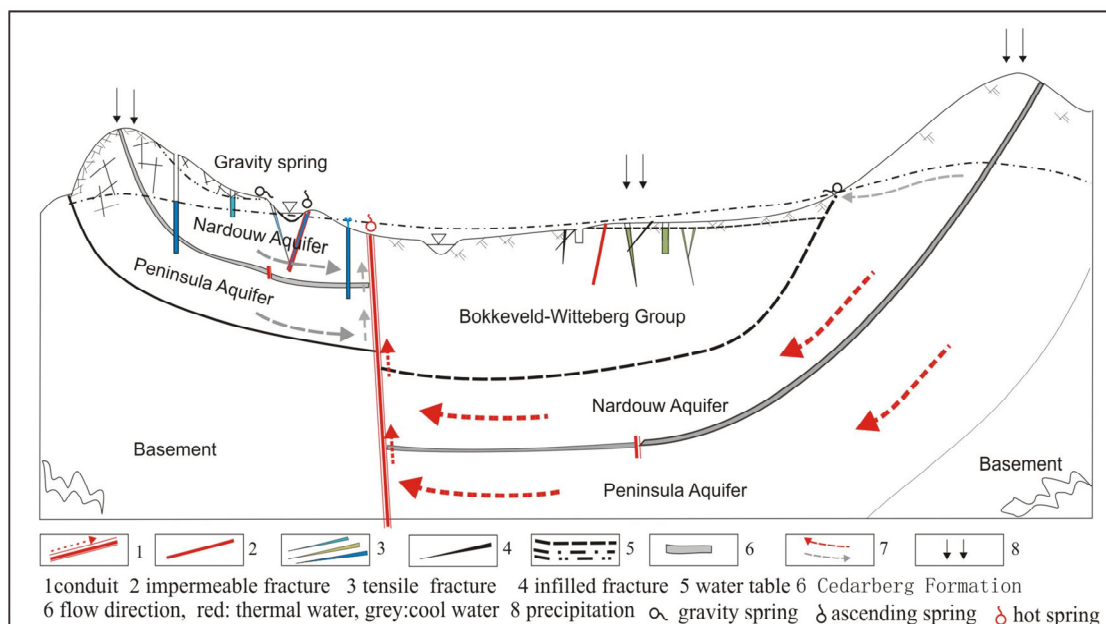 Gravity spring
Nardouw Aquifer
Peninsula Aquifer
Bokkeveld-Witteberg Group
Nardouw Aquifer
Basement
Peninsula Aquifer
Basement
1 2 3 4 5 6 7 8
1conduit 2 impermeable fracture 3 tensile fracture 4 infilled fracture 5 water table 6 Cedarberg Formation
6 flow direction, red: thermal water, grey:cool water 8 precipitation gravity spring ascending spring hot spring